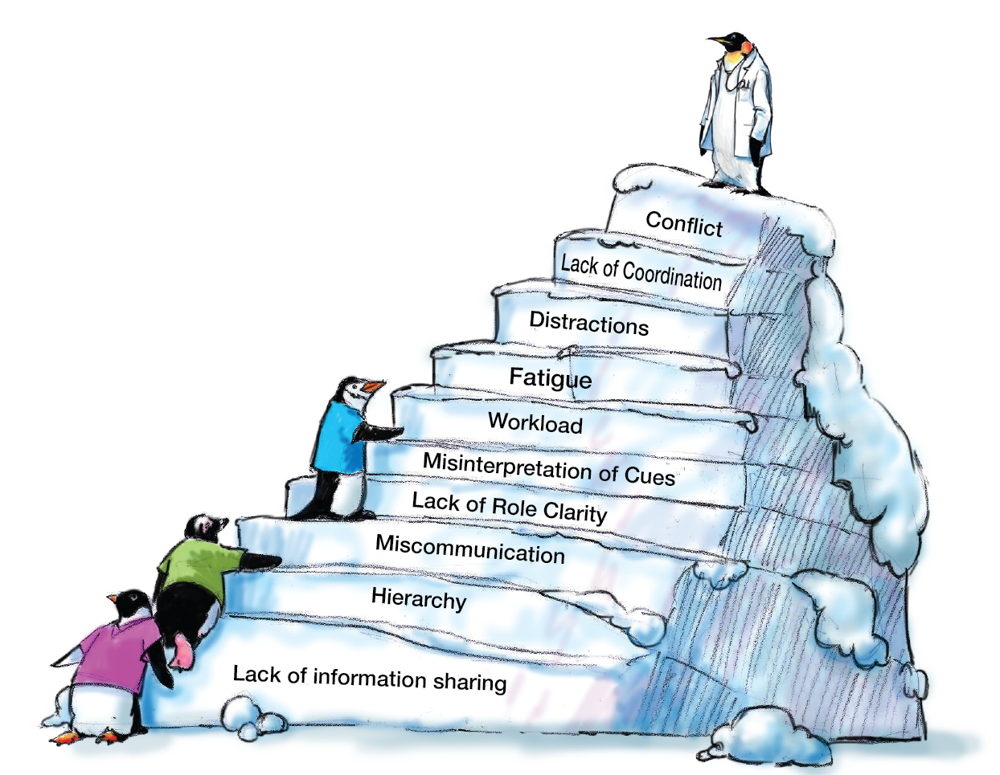 Conflict
Lack of Coordination
Distractions
Fatigue
Workload
Misinterpretation of Cues
Lack of Role Clarity
Miscommunication
Hierarchy
Lack of information sharing